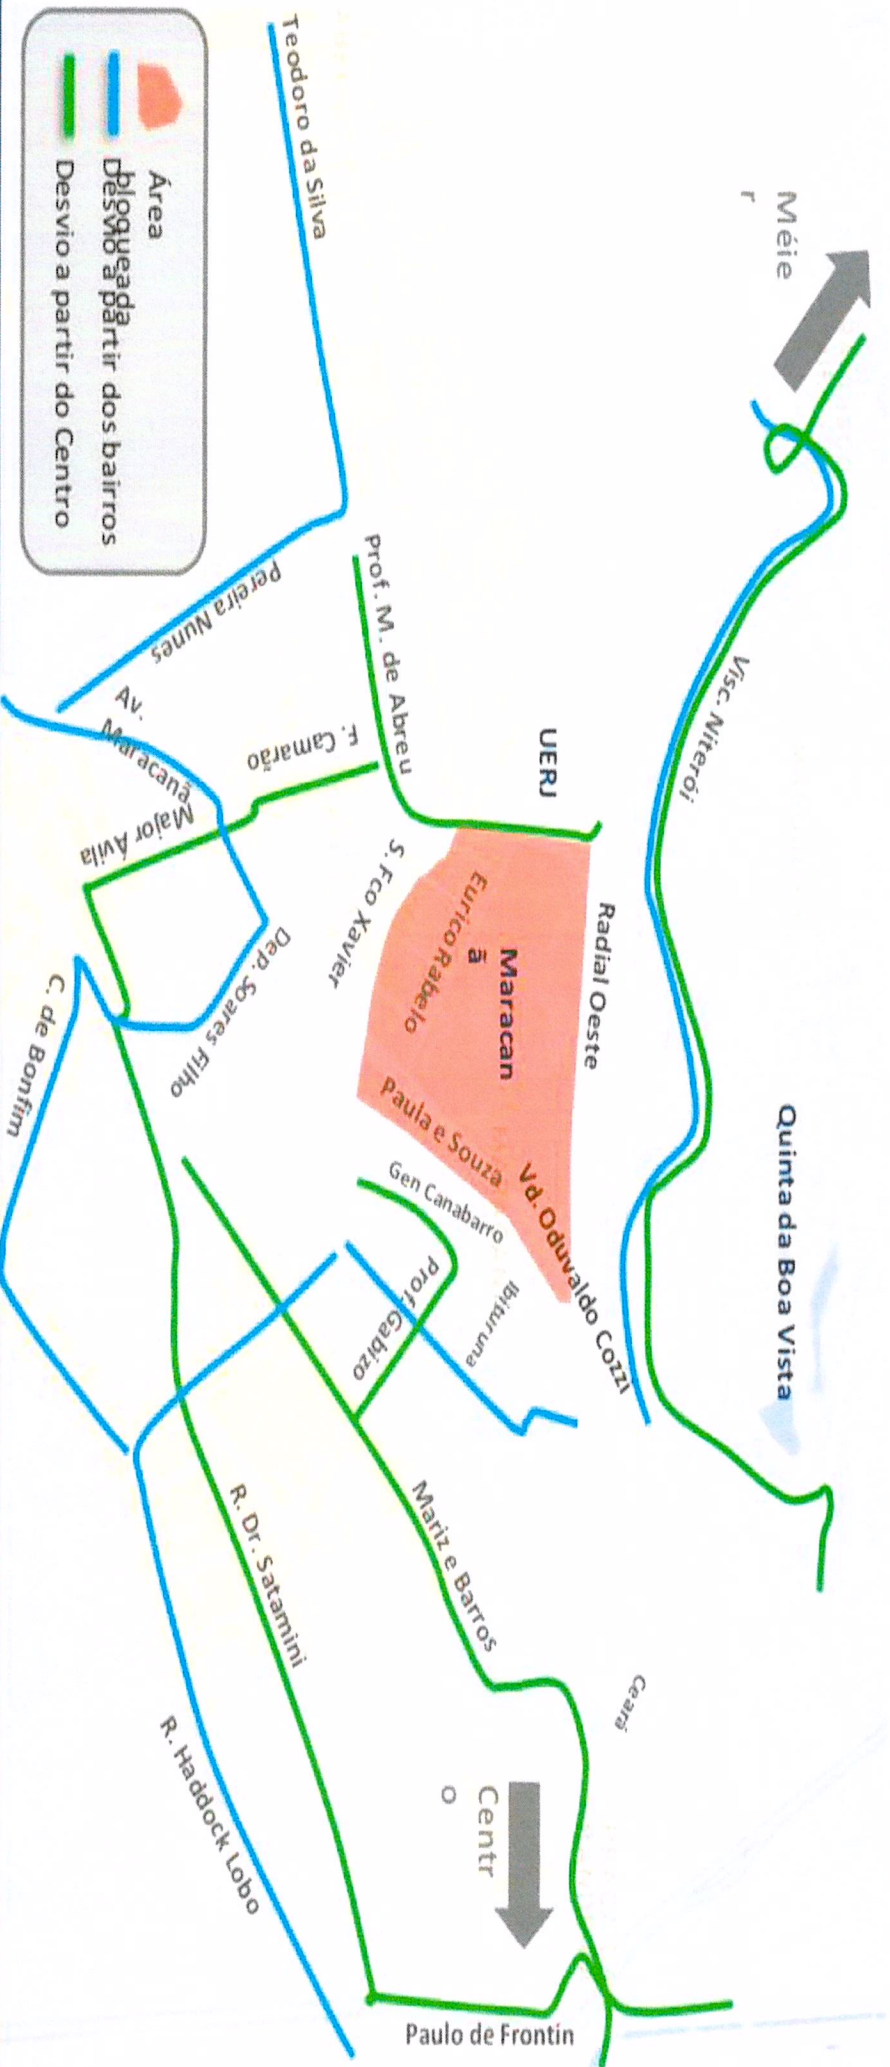 Méie
r
Visc. Niterói
Quinta da Boa Vista
Teodoro da Silva
Prof. M. de Abreu
UERJ
Radial Oeste
Maracan
ã
Eurico Rabelo
S. Fco Xavier
Paula e Souza
Vd. Oduvaldo Cozzi
Gen Canabarro
Ibituruna
Prof. Gabizo
Mariz e Barros
Ceará
Centr
o
Paulo de Frontin
Pereira Nunes
F. Camarão
Av.
Maracanã
Major Ávila
Dep. Soares Filho
C. de Bonfim
R. Dr. Satamini
R. Haddock Lobo
Área
bloqueada
Desvio a partir dos bairros
Desvio a partir do Centro